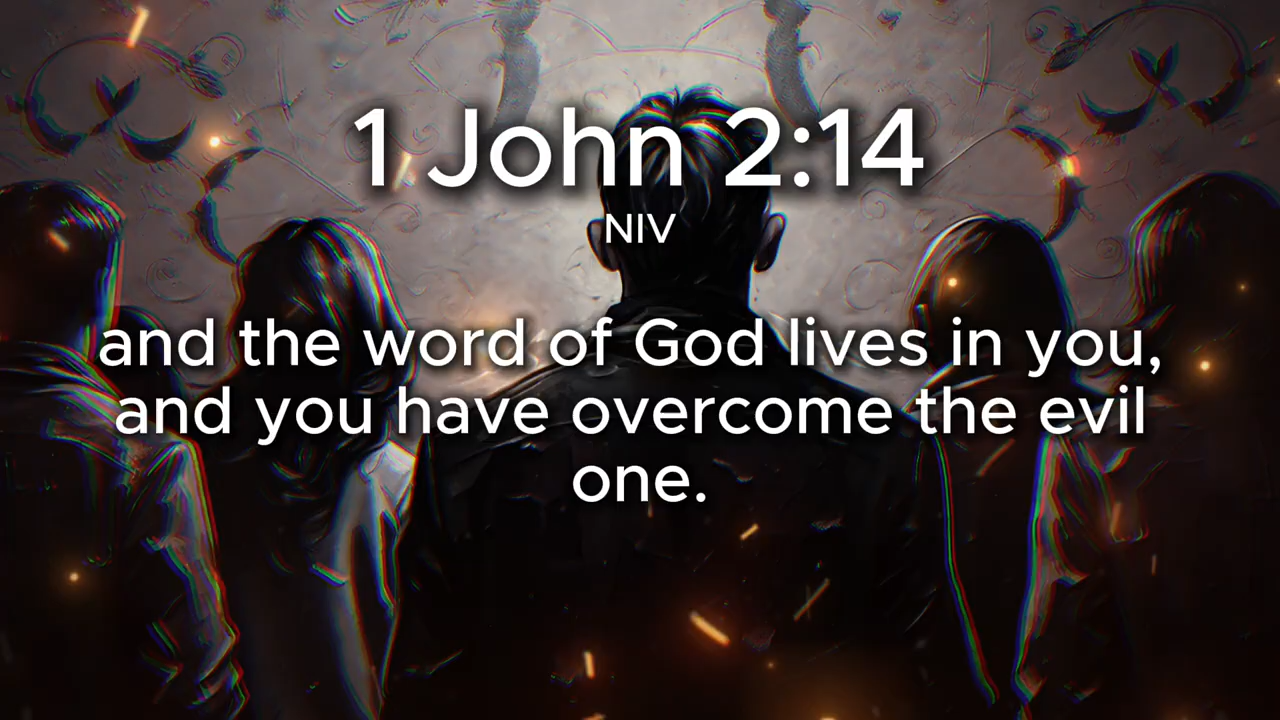 1 John 2:14
NIV
and the word of God lives in you,
and you have overcome the evil
one.